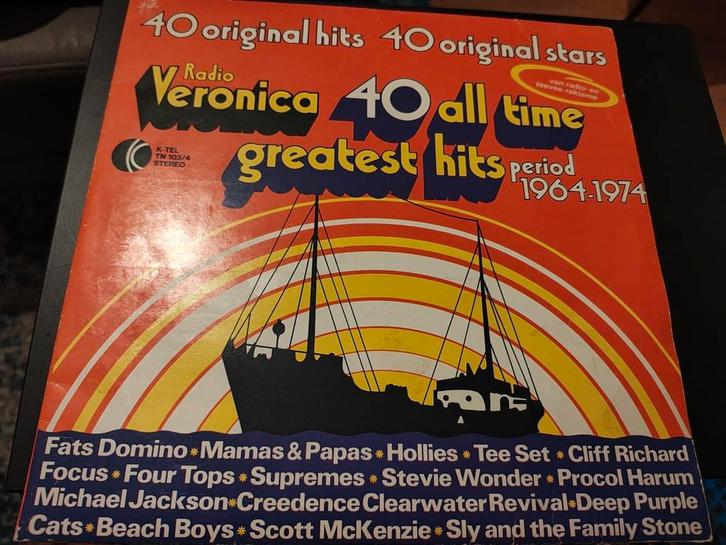 40 original hits 40 original stars
Radio
Veronica 40 all time
greatest hits period
1964-1974
van radio- en
teevee-reklame
K-TEL
TN 103/4
STEREO
Fats Domino * Mamas & Papas * Hollies * Tee Set * Cliff Richard
Focus * Four Tops * Supremes * Stevie Wonder * Procol Harum
Michael Jackson * Creedence Clearwater Revival * Deep Purple
Cats * Beach Boys * Scott McKenzie * Sly and the Family Stone